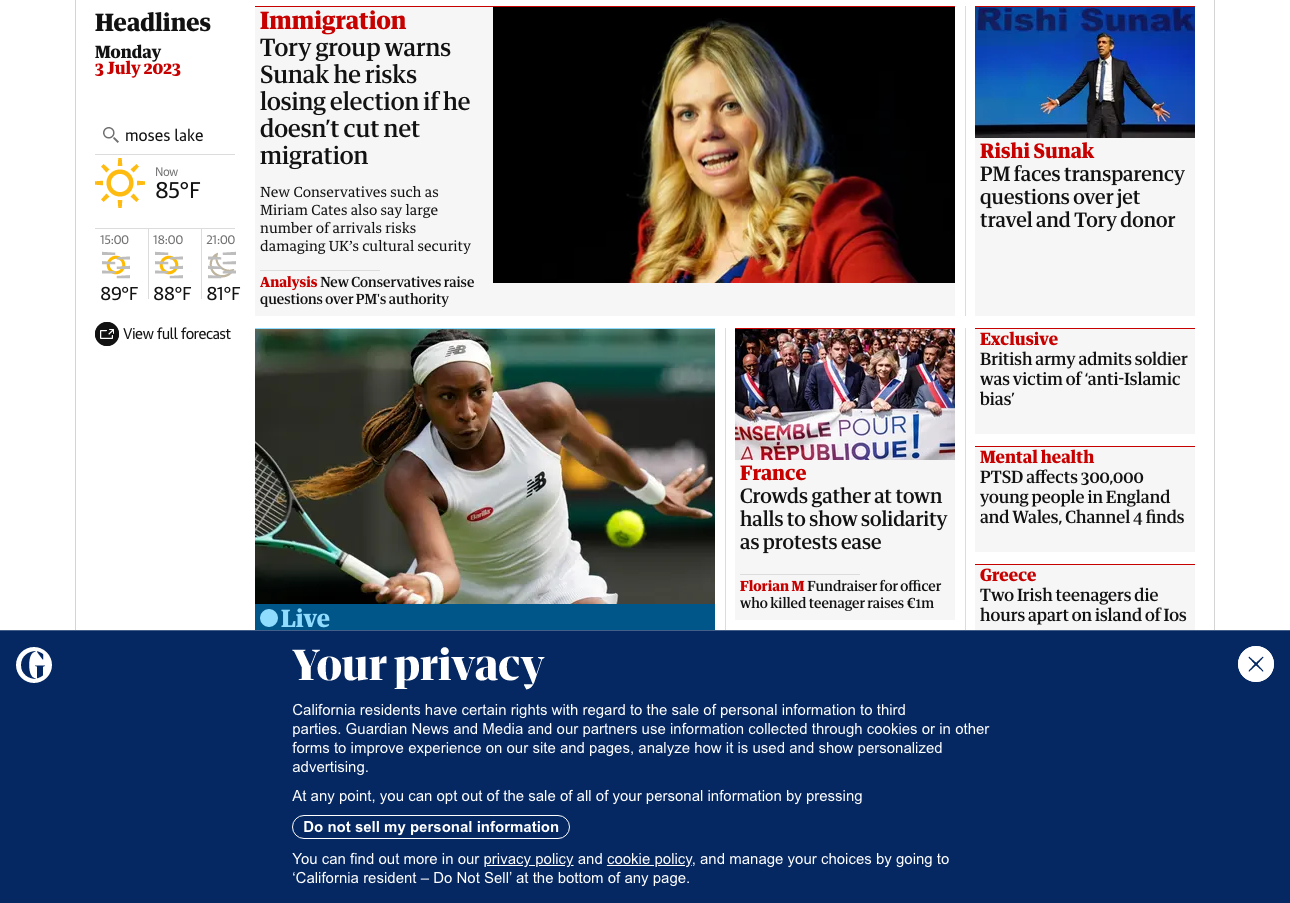 Headlines
Monday
3 July 2023
moses lake
Now
85°F
15:00
18:00
21:00
89°F
88°F
81°F
View full forecast
Immigration
Tory group warns
Sunak he risks
losing election if he
doesn’t cut net
migration
New Conservatives such as
Miriam Cates also say large
number of arrivals risks
damaging UK’s cultural security
Analysis New Conservatives raise
questions over PM's authority
Rishi Sunak
Rishi Sunak
PM faces transparency
questions over jet
travel and Tory donor
NB
NB
Barilla
Live
ENSEMBLE POUR
LA RÉPUBLIQUE!
France
Crowds gather at town
halls to show solidarity
as protests ease
Florian M Fundraiser for officer
who killed teenager raises €1m
Exclusive
British army admits soldier
was victim of ‘anti-Islamic
bias’
Mental health
PTSD affects 300,000
young people in England
and Wales, Channel 4 finds
Greece
Two Irish teenagers die
hours apart on island of Ios
G
Your privacy
California residents have certain rights with regard to the sale of personal information to third
parties. Guardian News and Media and our partners use information collected through cookies or in other
forms to improve experience on our site and pages, analyze how it is used and show personalized
advertising.
At any point, you can opt out of the sale of all of your personal information by pressing
Do not sell my personal information
You can find out more in our privacy policy and cookie policy, and manage your choices by going to
‘California resident – Do Not Sell’ at the bottom of any page.